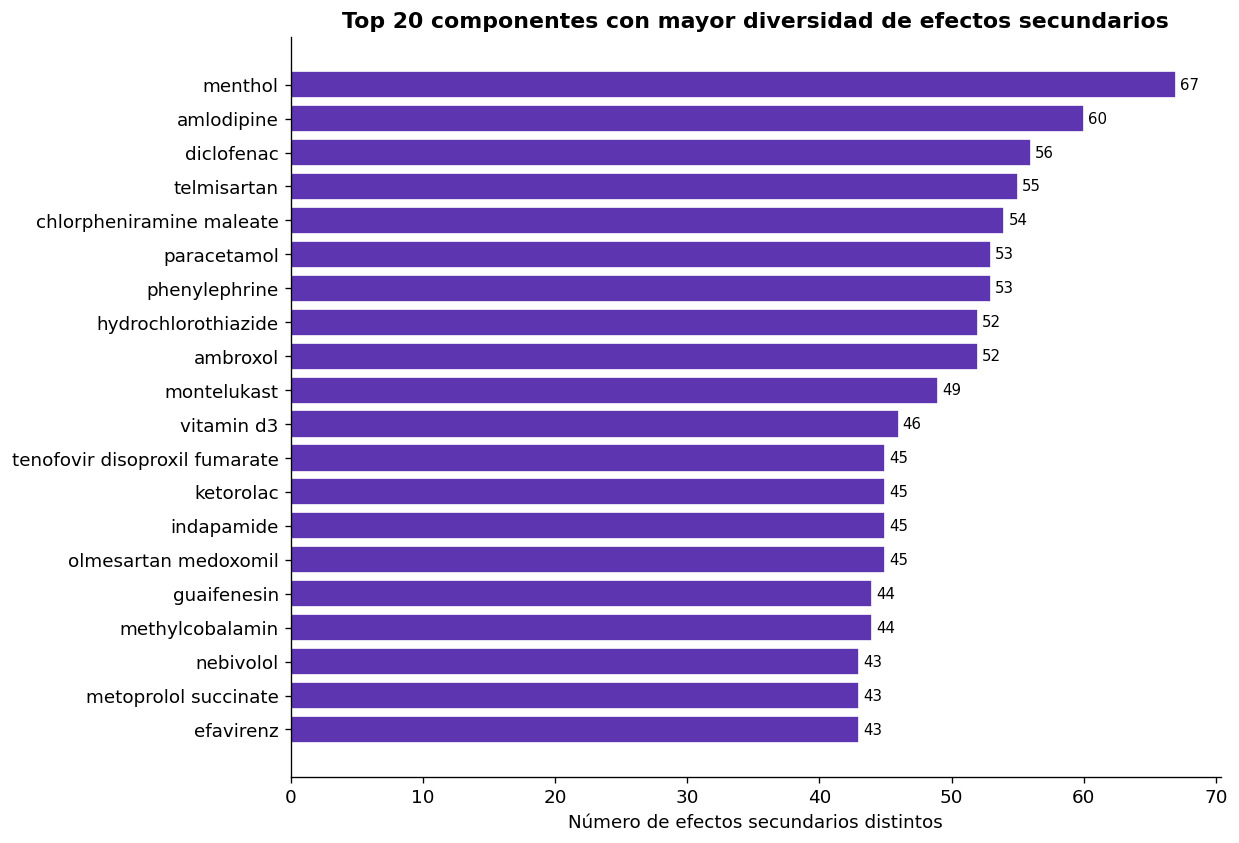 Top 20 componentes con mayor diversidad de efectos secundarios
menthol 67
amlodipine 60
diclofenac 56
telmisartan 55
chlorpheniramine maleate 54
paracetamol 53
phenylephrine 53
hydrochlorothiazide 52
ambroxol 52
montelukast 49
vitamin d3 46
tenofovir disoproxil fumarate 45
ketorolac 45
indapamide 45
olmesartan medoxomil 45
guaifenesin 44
methylcobalamin 44
nebivolol 43
metoprolol succinate 43
efavirenz 43
0 10 20 30 40 50 60 70
Número de efectos secundarios distintos